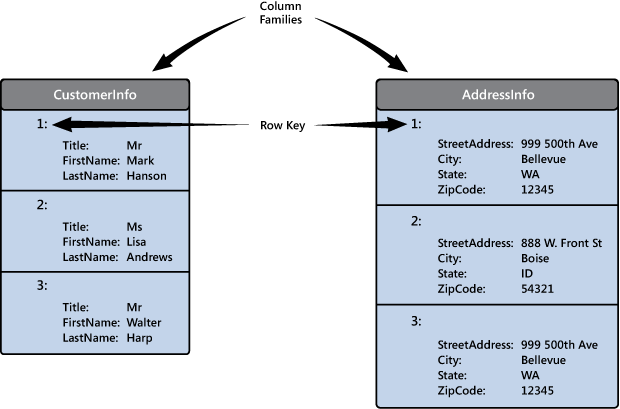 Column
Families
CustomerInfo
1:
Title: Mr
FirstName: Mark
LastName: Hanson
2:
Title: Ms
FirstName: Lisa
LastName: Andrews
3:
Title: Mr
FirstName: Walter
LastName: Harp
Row Key
AddressInfo
1:
StreetAddress: 999 500th Ave
City: Bellevue
State: WA
ZipCode: 12345
2:
StreetAddress: 888 W. Front St
City: Boise
State: ID
ZipCode: 54321
3:
StreetAddress: 999 500th Ave
City: Bellevue
State: WA
ZipCode: 12345